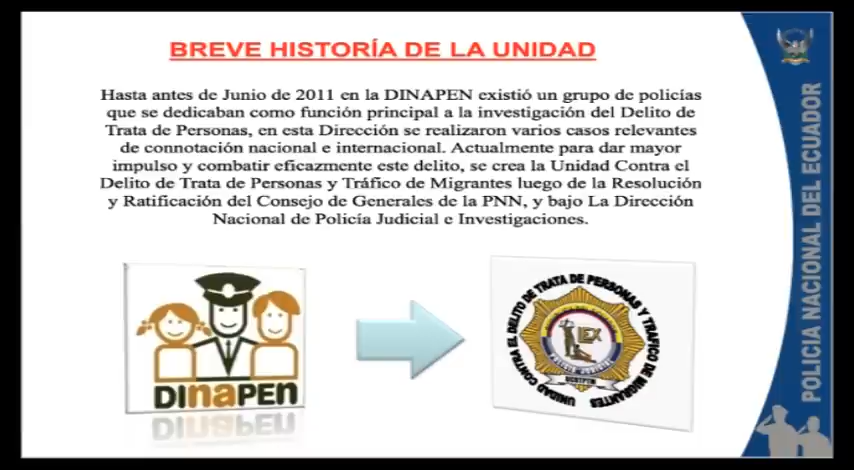 BREVE HISTORÍA DE LA UNIDAD
Hasta antes de Junio de 2011 en la DINAPEN existió un grupo de policías
que se dedicaban como función principal a la investigación del Delito de
Trata de Personas, en esta Dirección se realizaron varios casos relevantes
de connotación nacional e internacional. Actualmente para dar mayor
impulso y combatir eficazmente este delito, se crea la Unidad Contra el
Delito de Trata de Personas y Tráfico de Migrantes luego de la Resolución
y Ratificación del Consejo de Generales de la PNN, y bajo La Dirección
Nacional de Policía Judicial e Investigaciones.
DINAPEN
UNIDAD CONTRA EL DELITO DE TRATA DE PERSONAS Y TRAFICO DE MIGRANTES
LEX
POLICIA JUDICIAL
POLICIA NACIONAL DEL ECUADOR